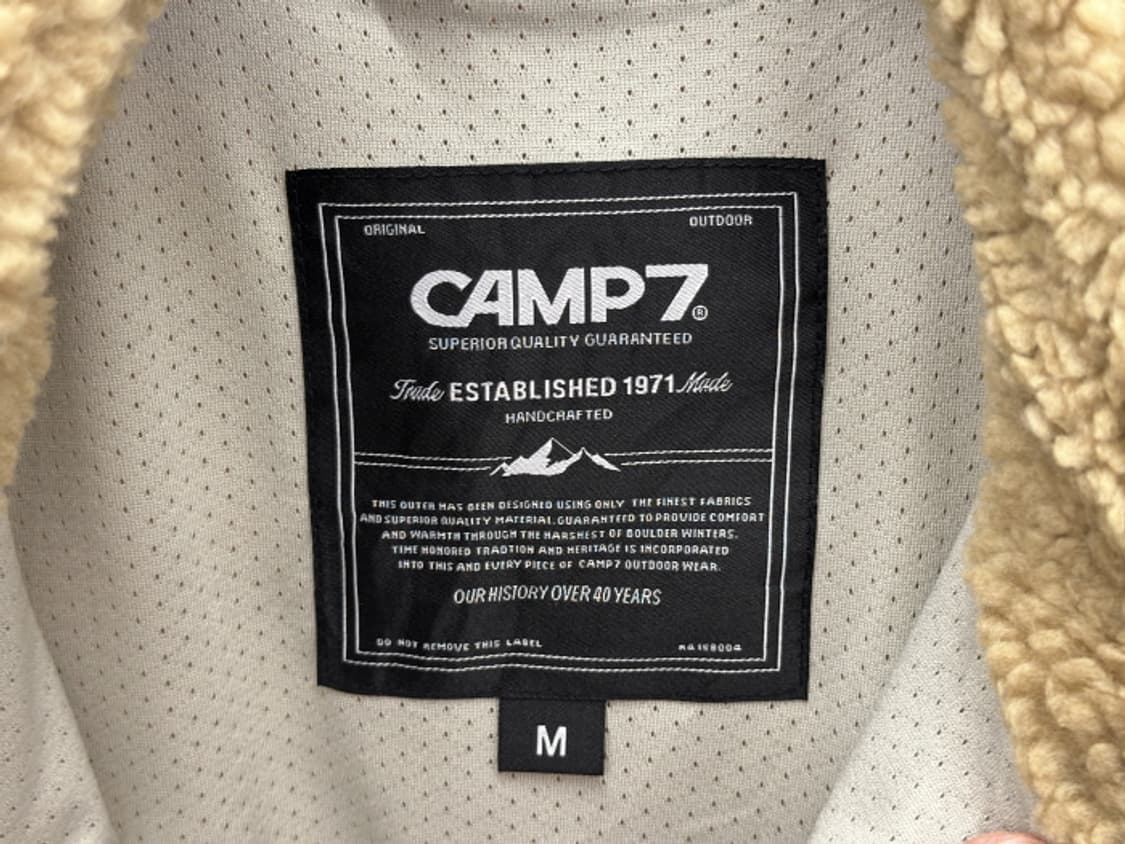 ORIGINAL OUTDOOR
CAMP7®
SUPERIOR QUALITY GUARANTEED
Trade ESTABLISHED 1971 Made
HANDCRAFTED
THIS OUTER HAS BEEN DESIGNED USING ONLY THE FINEST FABRICS
AND SUPERIOR QUALITY MATERIAL. GUARANTEED TO PROVIDE COMFORT
AND WARMTH THROUGH THE HARSHEST OF BOULDER WINTERS.
TIME HONORED TRADTION AND HERITAGE IS INCORPORATED
INTO THIS AND EVERY PIECE OF CAMP7 OUTDOOR WEAR.
OUR HISTORY OVER 40 YEARS
DO NOT REMOVE THIS LABEL
M